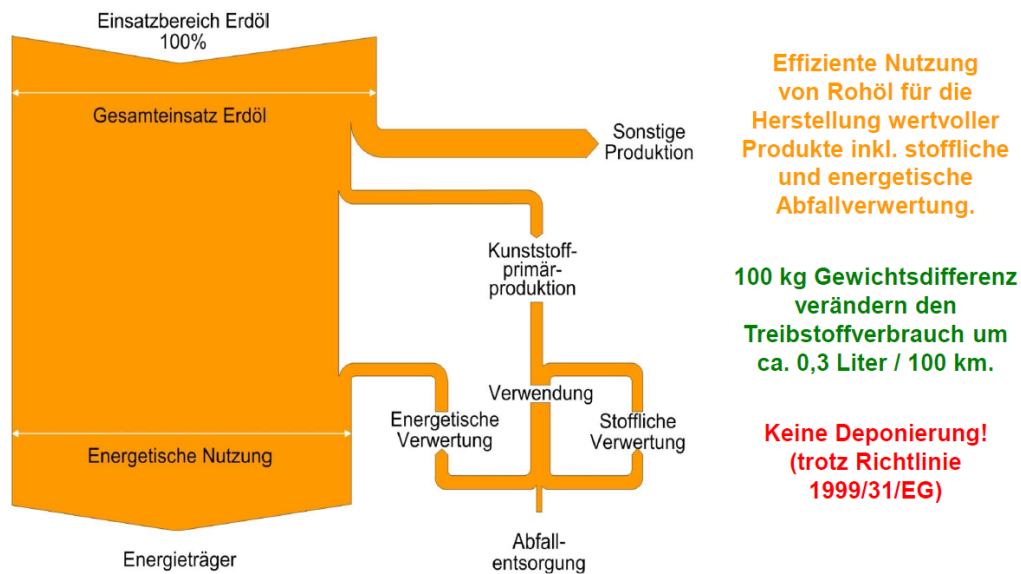 Einsatzbereich Erdöl
100%
Gesamteinsatz Erdöl
Sonstige
Produktion
Kunststoff-
primär-
produktion
Verwendung
Energetische
Verwertung
Stoffliche
Verwertung
Energetische Nutzung
Abfall-
entsorgung
Energieträger
Effiziente Nutzung
von Rohöl für die
Herstellung wertvoller
Produkte inkl. stoffliche
und energetische
Abfallverwertung.
100 kg Gewichtsdifferenz
verändern den
Treibstoffverbrauch um
ca. 0,3 Liter / 100 km.
Keine Deponierung!
(trotz Richtlinie
1999/31/EG)